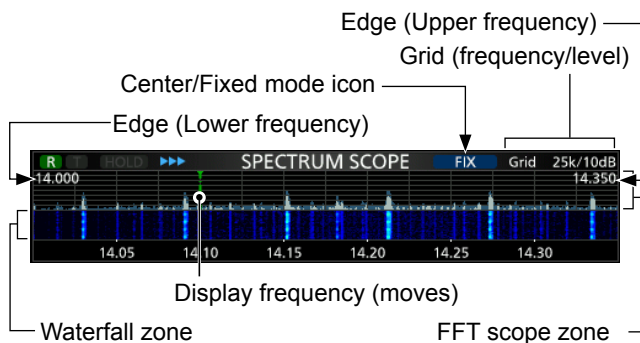 Edge (Upper frequency)
Grid (frequency/level)
Center/Fixed mode icon
Edge (Lower frequency)
R T HOLD SPECTRUM SCOPE FIX Grid 25k/10dB
14.000 14.350
14.05 14.10 14.15 14.20 14.25 14.30
Display frequency (moves)
Waterfall zone FFT scope zone